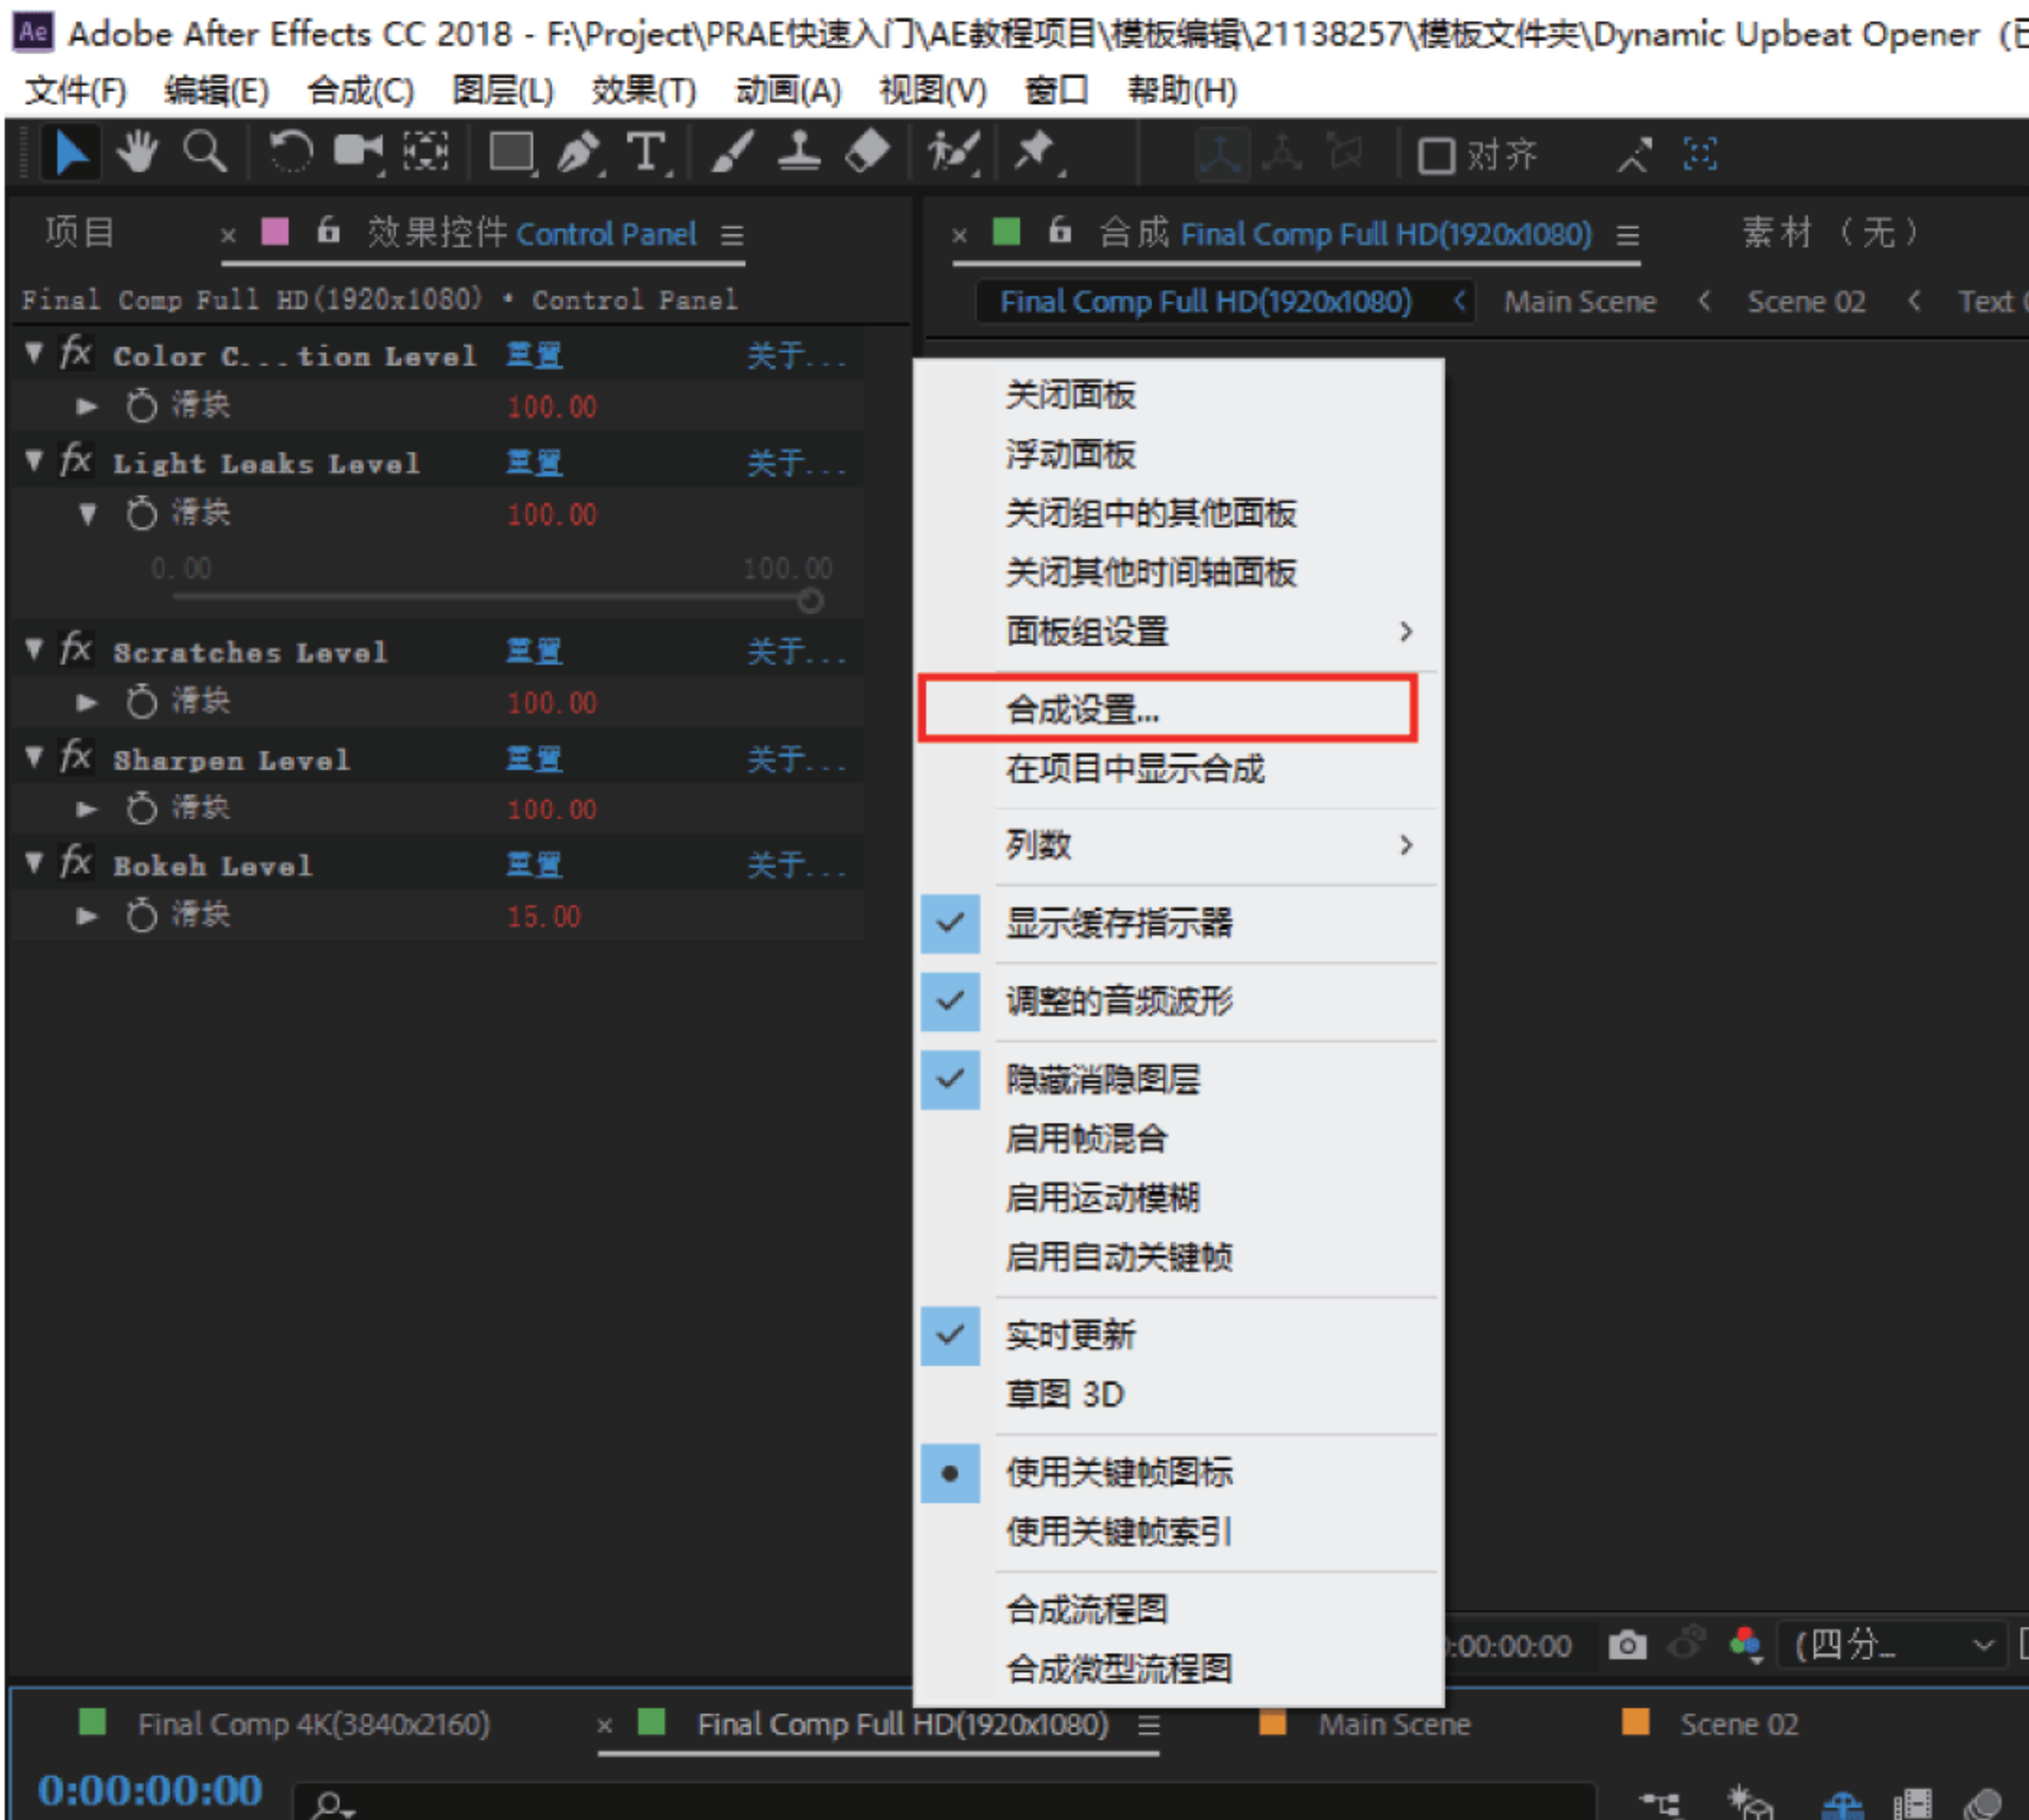 Ae Adobe After Effects CC 2018 - F:\Project\PRAE快速入门\AE教程项目\模板编辑\21138257\模板文件夹\Dynamic Upbeat Opener
文件(F) 编辑(E) 合成(C) 图层(L) 效果(T) 动画(A) 视图(V) 窗口 帮助(H)
对齐
项目 × 效果控件 Control Panel × 合成 Final Comp Full HD(1920x1080) 素材 (无)
Final Comp Full HD(1920x1080) • Control Panel
Final Comp Full HD(1920x1080) Main Scene Scene 02 Text
fx Color C...tion Level 重置 关于...
滑块 100.00
fx Light Leaks Level 重置 关于...
滑块 100.00
0.00 100.00
fx Scratches Level 重置 关于...
滑块 100.00
fx Sharpen Level 重置 关于...
滑块 100.00
fx Bokeh Level 重置 关于...
滑块 15.00
关闭面板
浮动面板
关闭组中的其他面板
关闭其他时间轴面板
面板组设置
合成设置...
在项目中显示合成
列数
显示缓存指示器
调整的音频波形
隐藏消隐图层
启用帧混合
启用运动模糊
启用自动关键帧
实时更新
草图 3D
使用关键帧图标
使用关键帧索引
合成流程图
合成微型流程图
:00:00:00 (四分...
Final Comp 4K(3840x2160) × Final Comp Full HD(1920x1080) Main Scene Scene 02
0:00:00:00